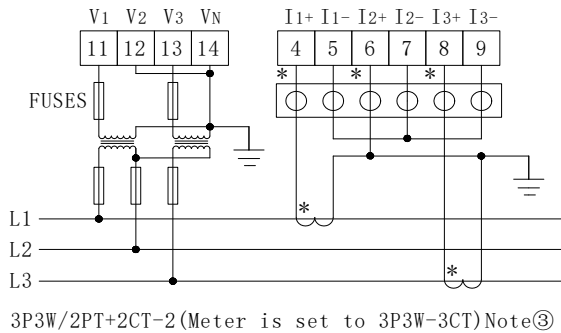 V1 V2 V3 VN I1+ I1- I2+ I2- I3+ I3-
11 12 13 14 4 5 6 7 8 9
* * *
FUSES
*
L1
L2
*
L3
3P3W/2PT+2CT-2(Meter is set to 3P3W-3CT)Note③